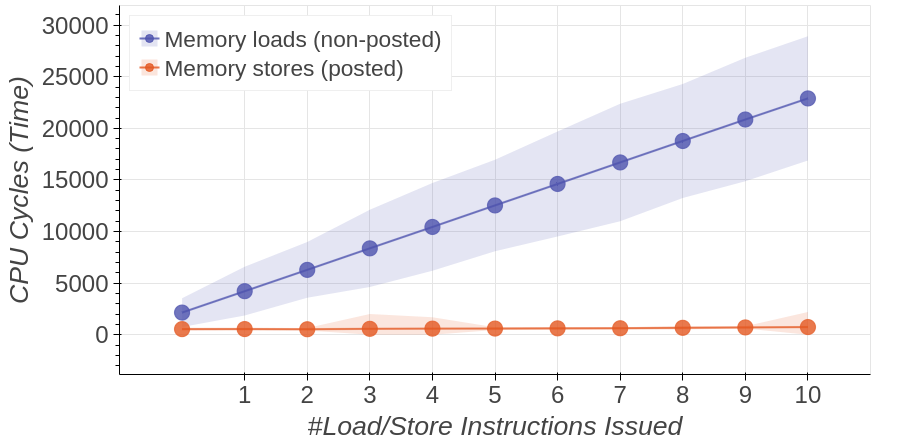 Memory loads (non-posted)
Memory stores (posted)
CPU Cycles (Time)
30000
25000
20000
15000
10000
5000
0
1 2 3 4 5 6 7 8 9 10
#Load/Store Instructions Issued